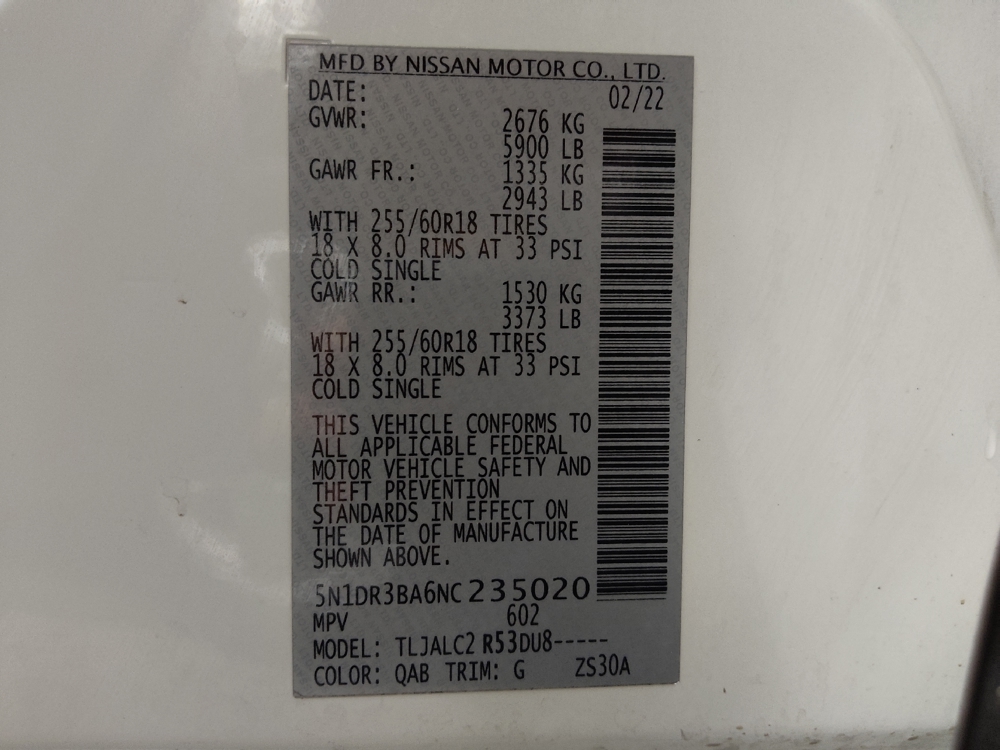 MFD BY NISSAN MOTOR CO., LTD.
DATE: 02/22
GVWR: 2676 KG
5900 LB
GAWR FR.: 1335 KG
2943 LB
WITH 255/60R18 TIRES
18 X 8.0 RIMS AT 33 PSI
COLD SINGLE
GAWR RR.: 1530 KG
3373 LB
WITH 255/60R18 TIRES
18 X 8.0 RIMS AT 33 PSI
COLD SINGLE
THIS VEHICLE CONFORMS TO
ALL APPLICABLE FEDERAL
MOTOR VEHICLE SAFETY AND
THEFT PREVENTION
STANDARDS IN EFFECT ON
THE DATE OF MANUFACTURE
SHOWN ABOVE.
5N1DR3BA6NC235020
MPV 602
MODEL: TLJALC2 R53DU8-----
COLOR: QAB TRIM: G ZS30A